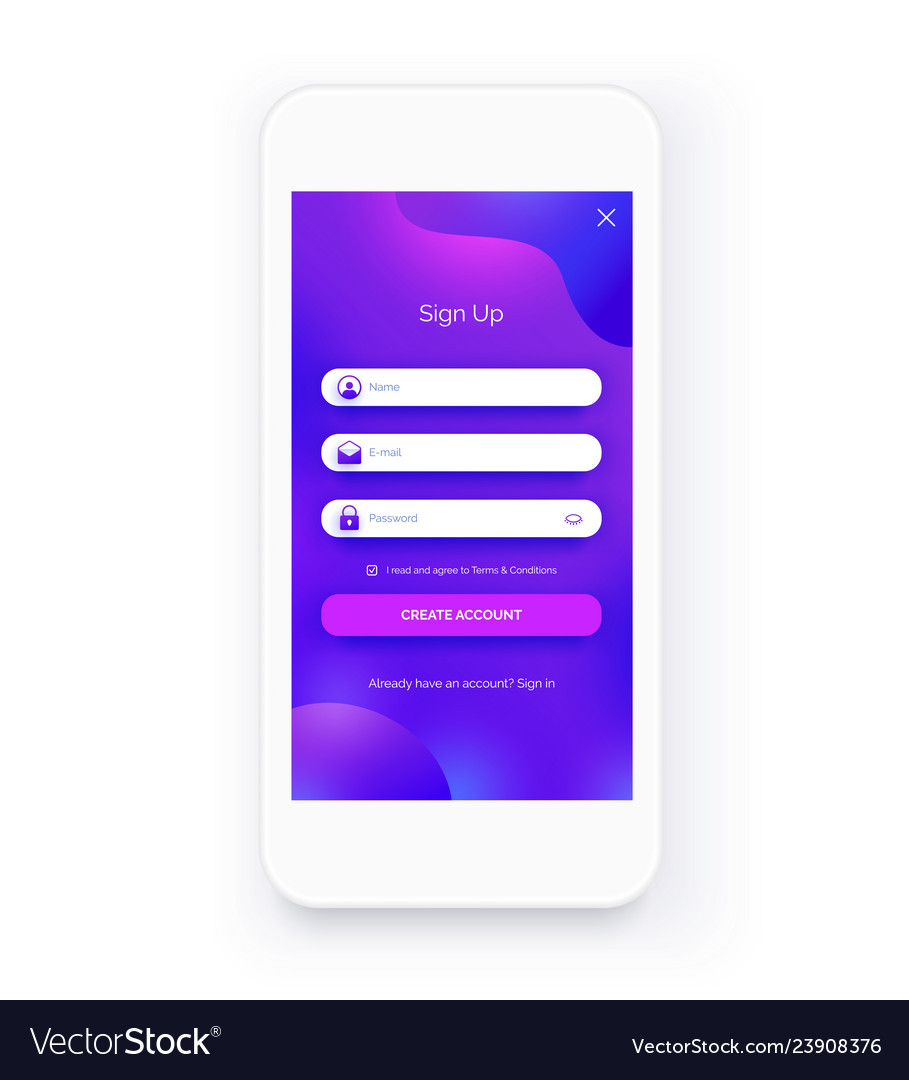 Sign Up
Name
E-mail
Password
I read and agree to Terms & Conditions
CREATE ACCOUNT
Already have an account? Sign in
VectorStock®
VectorStock.com/23908376